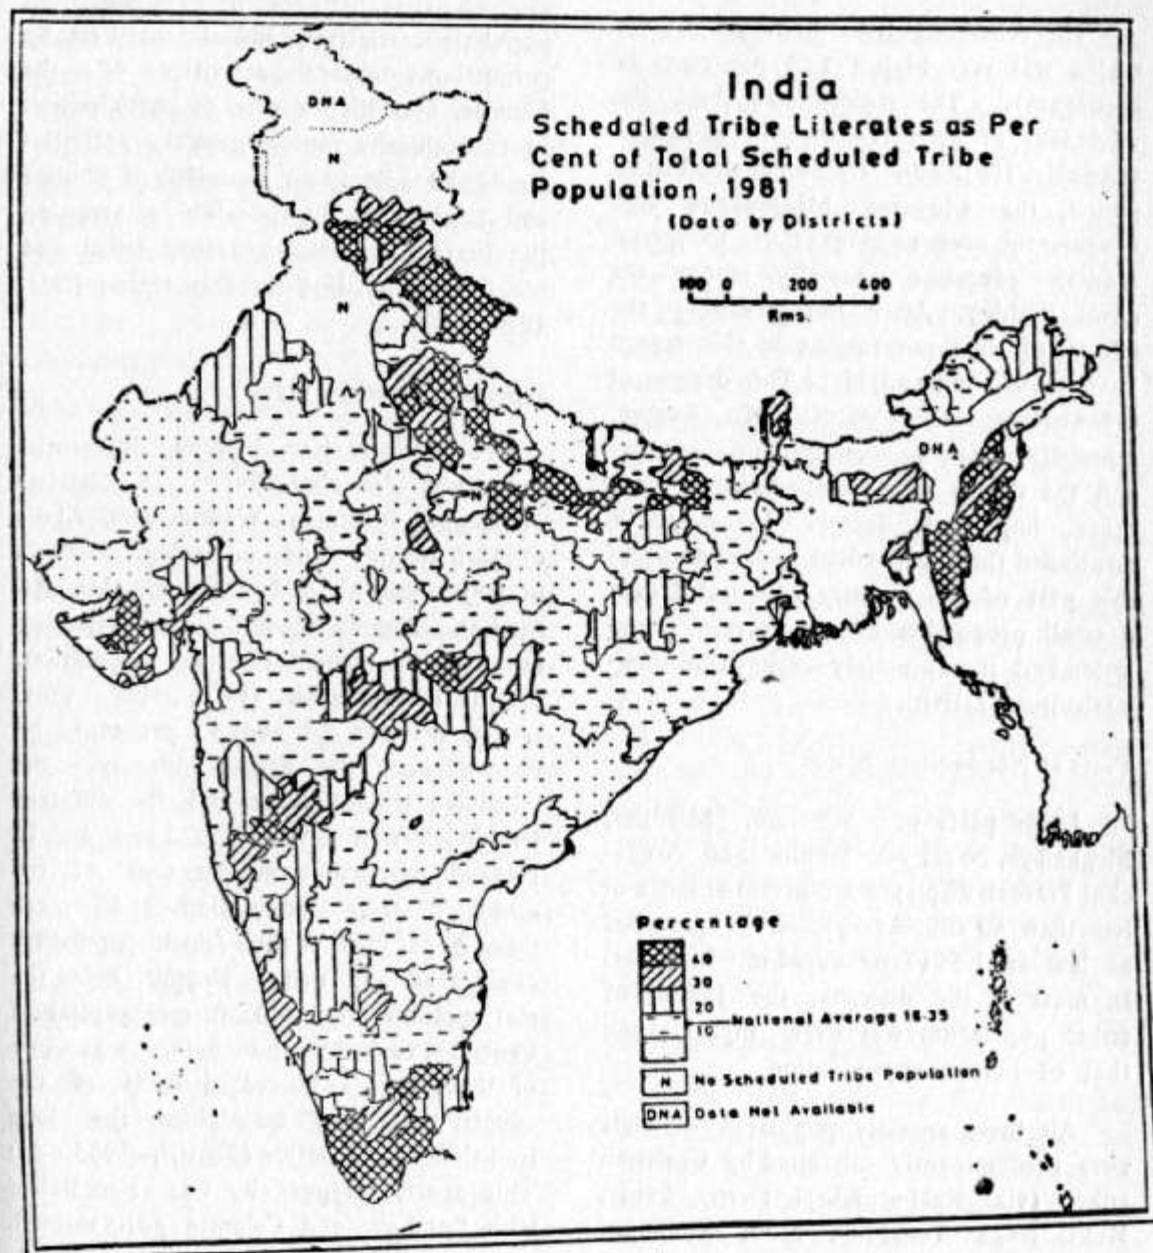 India
Scheduled Tribe Literates as Per
Cent of Total Scheduled Tribe
Population, 1981
(Data by Districts)
100 0 200 400
Kms.
DNA
N
N
DNA
N
Percentage
40
30
20
National Average 16-35
10
N No Scheduled Tribe Population
DNA Data Not Available